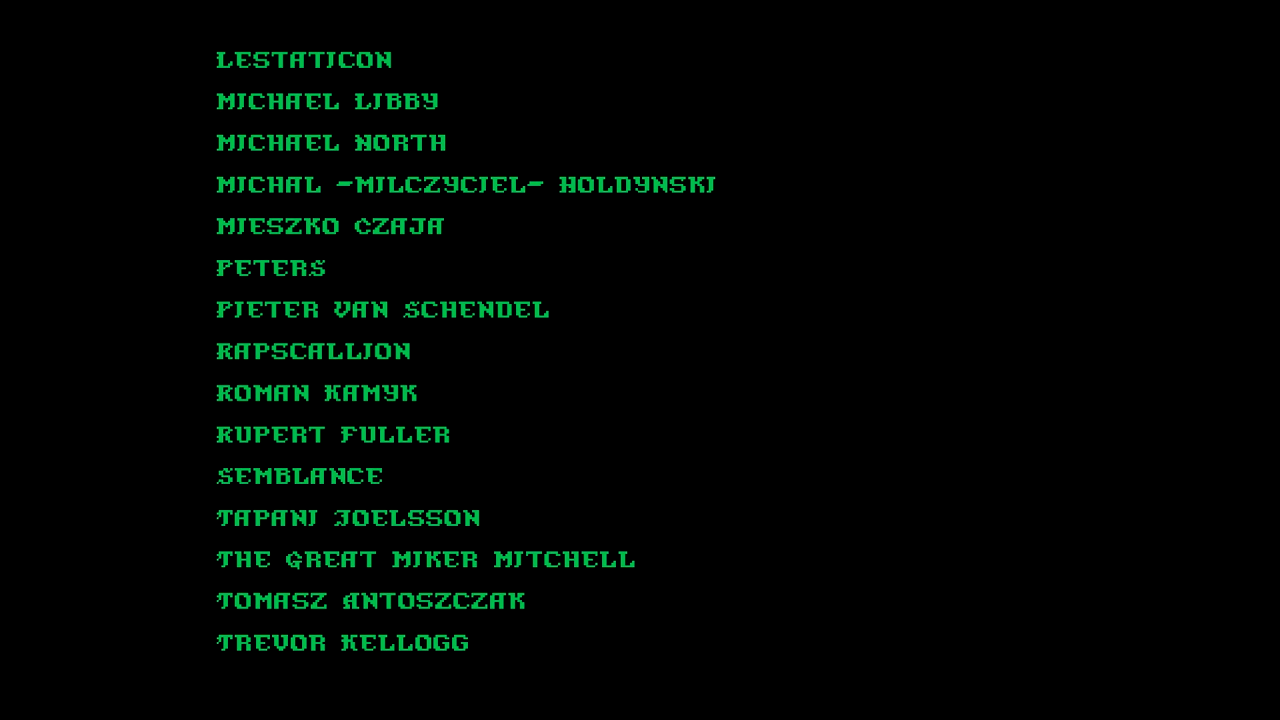 LESTATICON
MICHAEL LIBBY
MICHAEL NORTH
MICHAL -MILCZYCIEL- HOLDYNSKI
MIESZKO CZAJA
PETERS
PIETER VAN SCHENDEL
RAPSCALLION
ROMAN KAMYK
RUPERT FULLER
SEMBLANCE
TAPANI JOELSSON
THE GREAT MIKER MITCHELL
TOMASZ ANTOSZCZAK
TREVOR KELLOGG